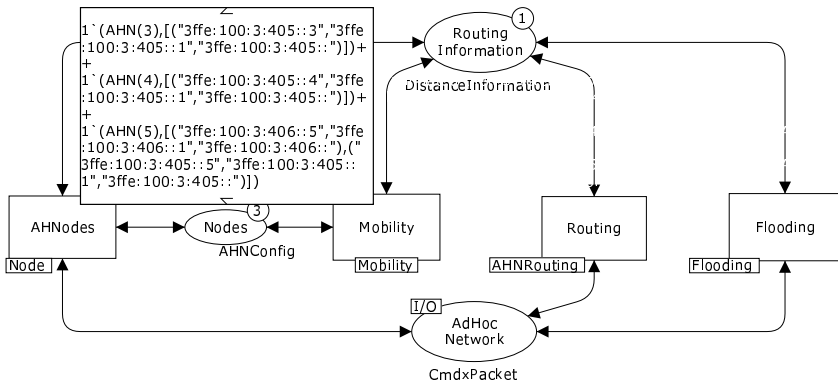 1`(AHN(3),[("3ffe:100:3:405::3","3ffe
:100:3:405::1","3ffe:100:3:405::")])+
+
1`(AHN(4),[("3ffe:100:3:405::4","3ffe
:100:3:405::1","3ffe:100:3:405::")])+
+
1`(AHN(5),[("3ffe:100:3:406::5","3ffe
:100:3:406::1","3ffe:100:3:406::"),("
3ffe:100:3:405::5","3ffe:100:3:405::
1","3ffe:100:3:405::")])
1
Routing
Information
DistanceInformation
AHNodes
Node
3
Nodes
AHNConfig
Mobility
Mobility
Routing
AHNRouting
Flooding
Flooding
I/O
AdHoc
Network
CmdxPacket